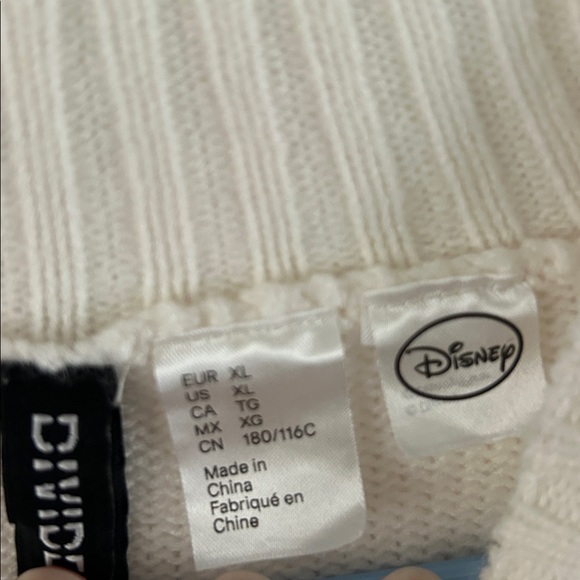 DIVIDE
EUR XL
US XL
CA TG
MX XG
CN 180/116C
Made in
China
Fabriqué en
Chine
Disney